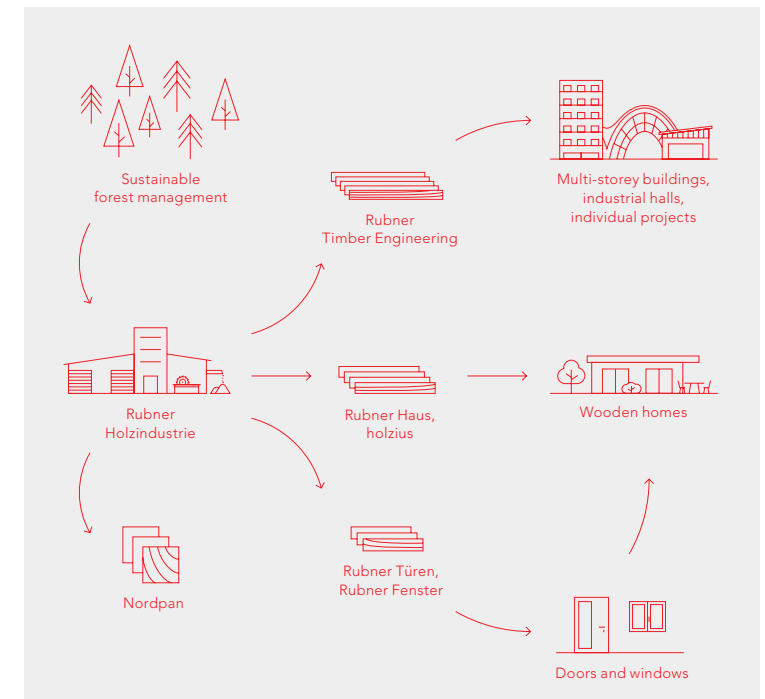 Sustainable
forest management
Rubner
Timber Engineering
Multi-storey buildings,
industrial halls,
individual projects
Rubner
Holzindustrie
Rubner Haus,
holzius
Wooden homes
Nordpan
Rubner Türen,
Rubner Fenster
Doors and windows